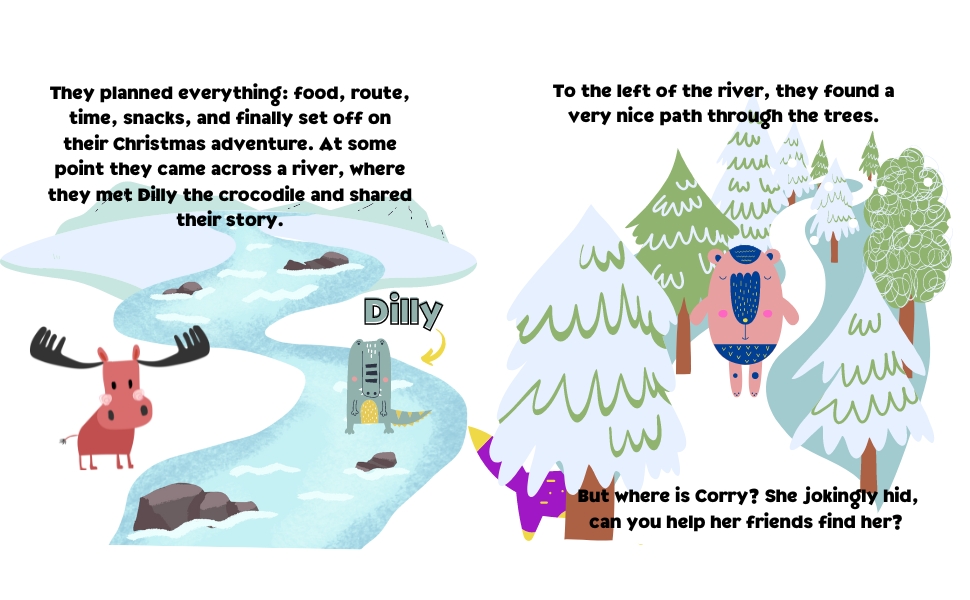 They planned everything: food, route,
time, snacks, and finally set off on
their Christmas adventure. At some
point they came across a river, where
they met Dilly the crocodile and shared
their story.
Dilly
To the left of the river, they found a
very nice path through the trees.
But where is Corry? She jokingly hid,
can you help her friends find her?